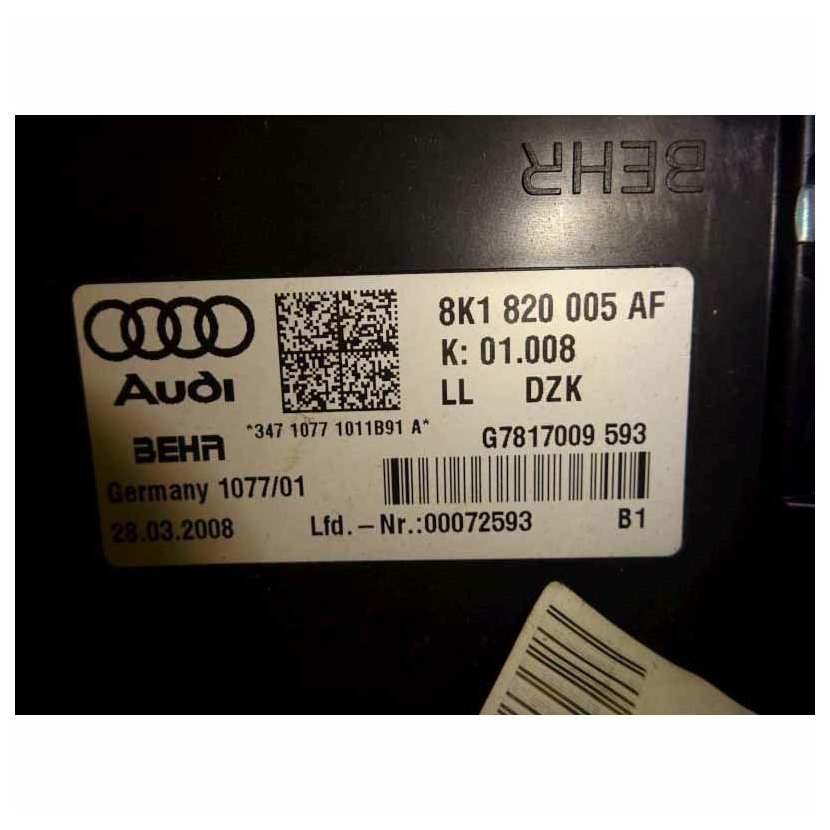 BEHR
8K1 820 005 AF
K: 01.008
LL DZK
Audi
*347 1077 1011B91 A*
G7817009 593
BEHR
Germany 1077/01
28.03.2008
Lfd.-Nr.:00072593
B1